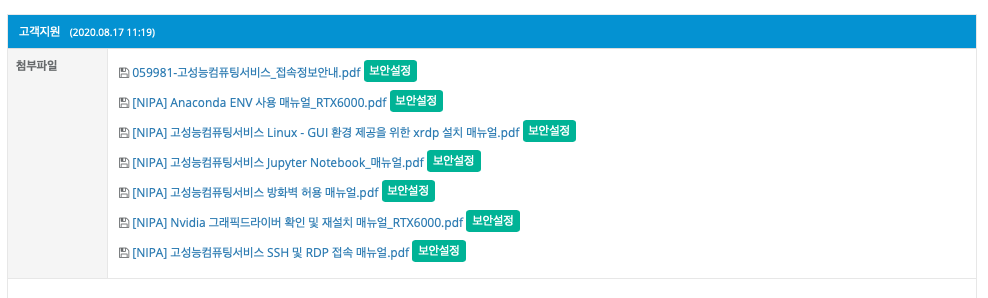 고객지원 (2020.08.17 11:19)
첨부파일
059981-고성능컴퓨팅서비스_접속정보안내.pdf 보안설정
[NIPA] Anaconda ENV 사용 매뉴얼_RTX6000.pdf 보안설정
[NIPA] 고성능컴퓨팅서비스 Linux - GUI 환경 제공을 위한 xrdp 설치 매뉴얼.pdf 보안설정
[NIPA] 고성능컴퓨팅서비스 Jupyter Notebook_매뉴얼.pdf 보안설정
[NIPA] 고성능컴퓨팅서비스 방화벽 허용 매뉴얼.pdf 보안설정
[NIPA] Nvidia 그래픽드라이버 확인 및 재설치 매뉴얼_RTX6000.pdf 보안설정
[NIPA] 고성능컴퓨팅서비스 SSH 및 RDP 접속 매뉴얼.pdf 보안설정